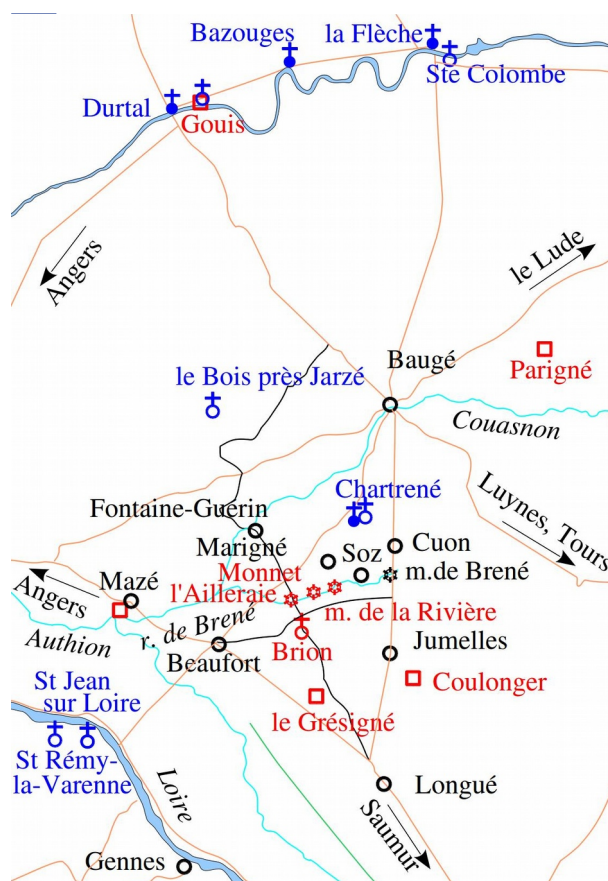 la Flèche
Bazouges
Ste Colombe
Durtal
Gouis
Angers
le Lude
Baugé
Parigné
le Bois près Jarzé
Couasnon
Chartrené
Luynes, Tours
Fontaine-Guérin
Marigné
Cuon
Soz
Monnet
m.de Brené
Angers
Mazé
l'Ailleraie
m. de la Rivière
r. de Brené
Authion
Beaufort
Brion
Jumelles
St Jean
sur Loire
Coulonger
le Grésigné
St Rémy-
la-Varenne
Loire
Longué
Saumur
Gennes